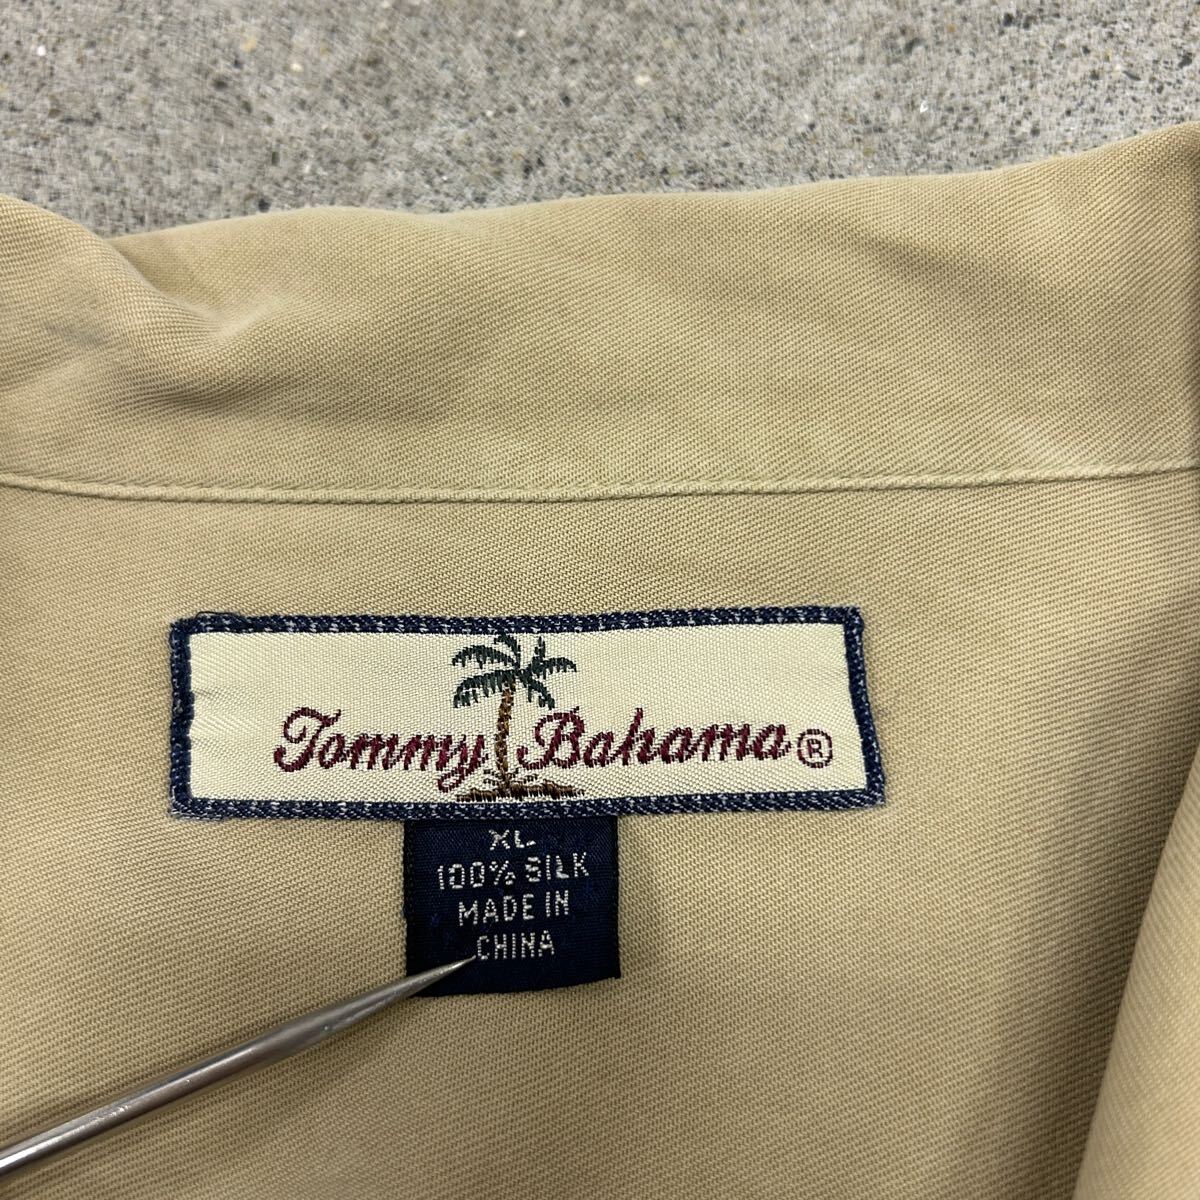 Tommy Bahama®
XL
100% SILK
MADE IN
CHINA